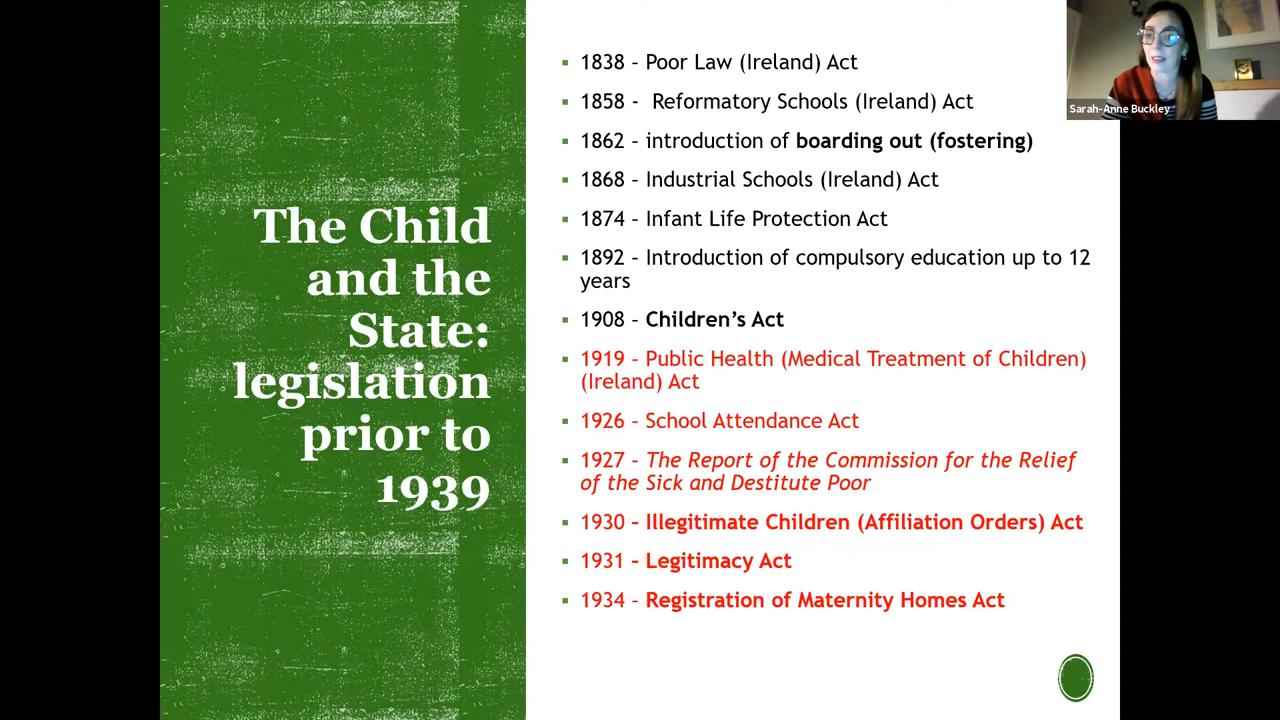 The Child
and the
State:
legislation
prior to
1939
1838 – Poor Law (Ireland) Act
1858 -  Reformatory Schools (Ireland) Act
1862 – introduction of boarding out (fostering)
1868 – Industrial Schools (Ireland) Act
1874 – Infant Life Protection Act
1892 – Introduction of compulsory education up to 12
years
1908 – Children’s Act
1919 – Public Health (Medical Treatment of Children)
(Ireland) Act
1926 – School Attendance Act
1927 – The Report of the Commission for the Relief
of the Sick and Destitute Poor
1930 – Illegitimate Children (Affiliation Orders) Act
1931 – Legitimacy Act
1934 – Registration of Maternity Homes Act
Sarah-Anne Buckley